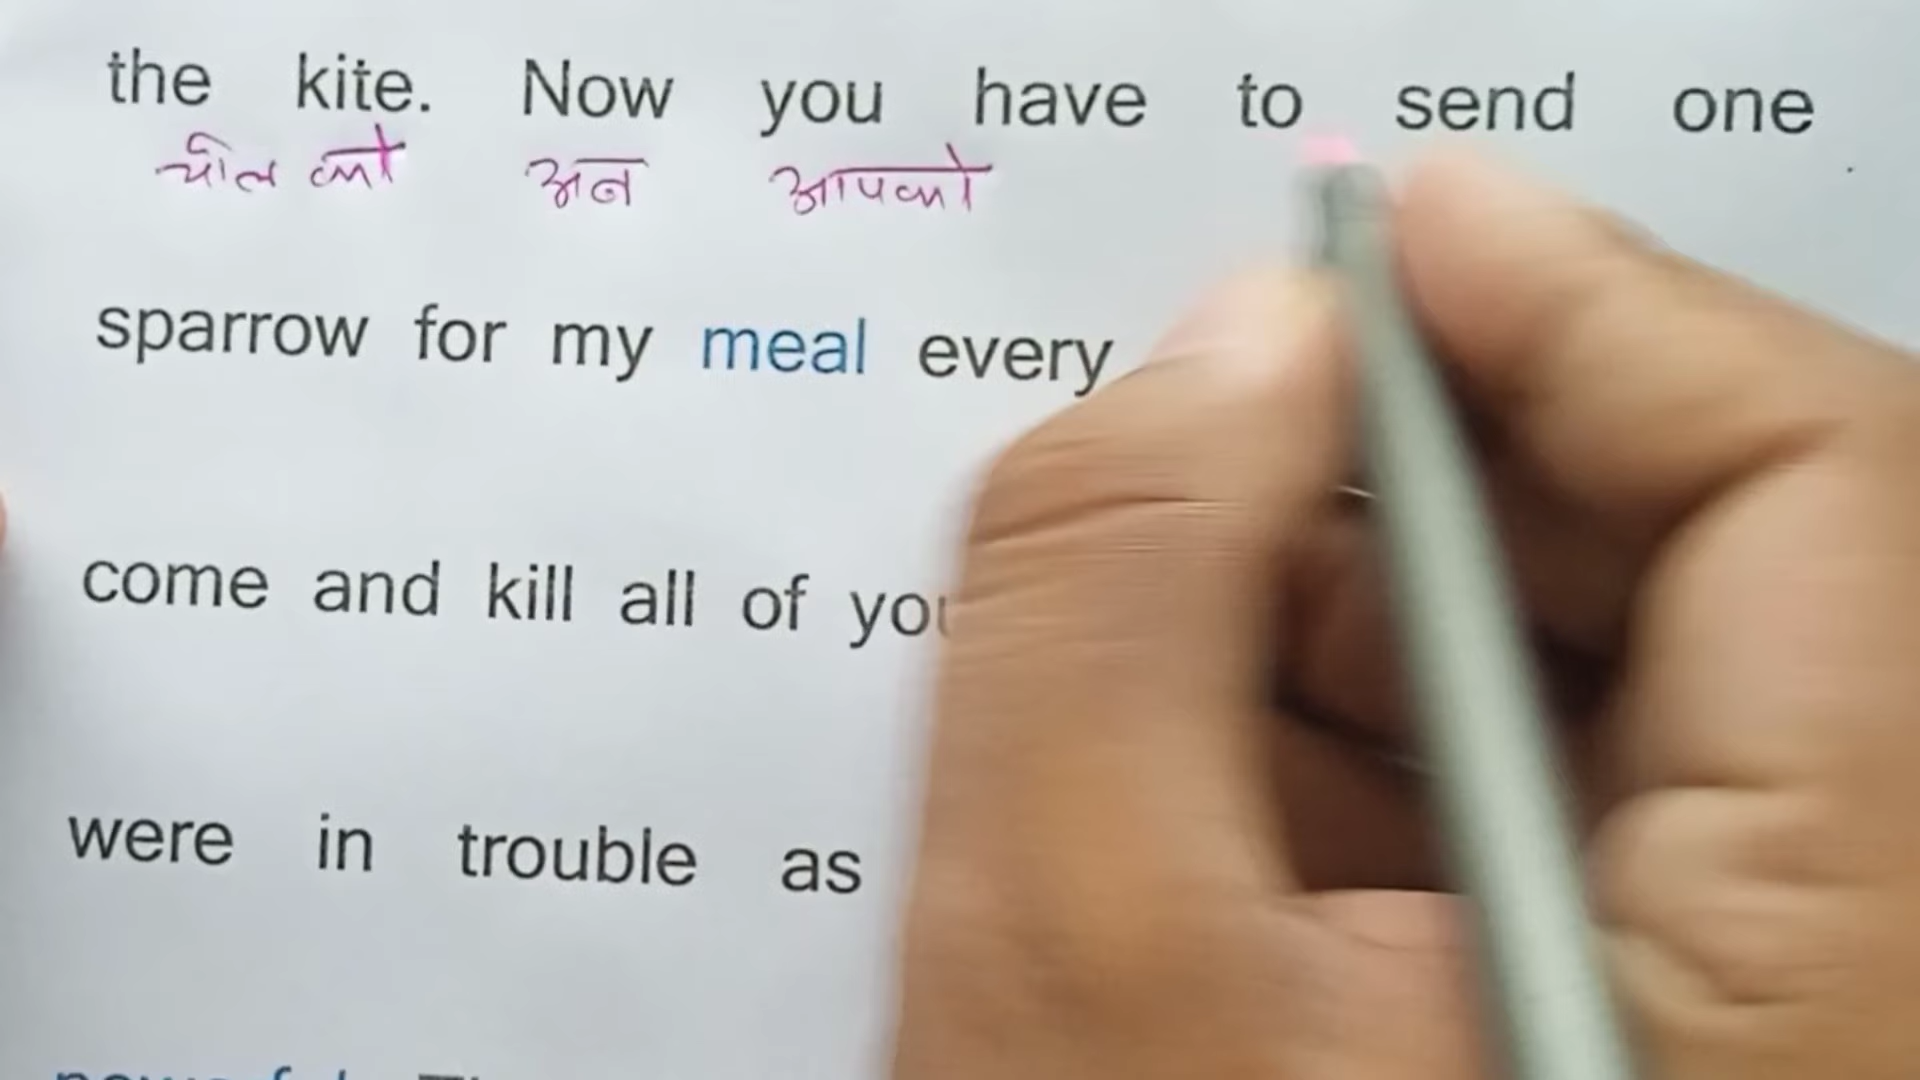 the kite. Now you have to send one
चील को अब आपको
sparrow for my meal every
come and kill all of
were in trouble as